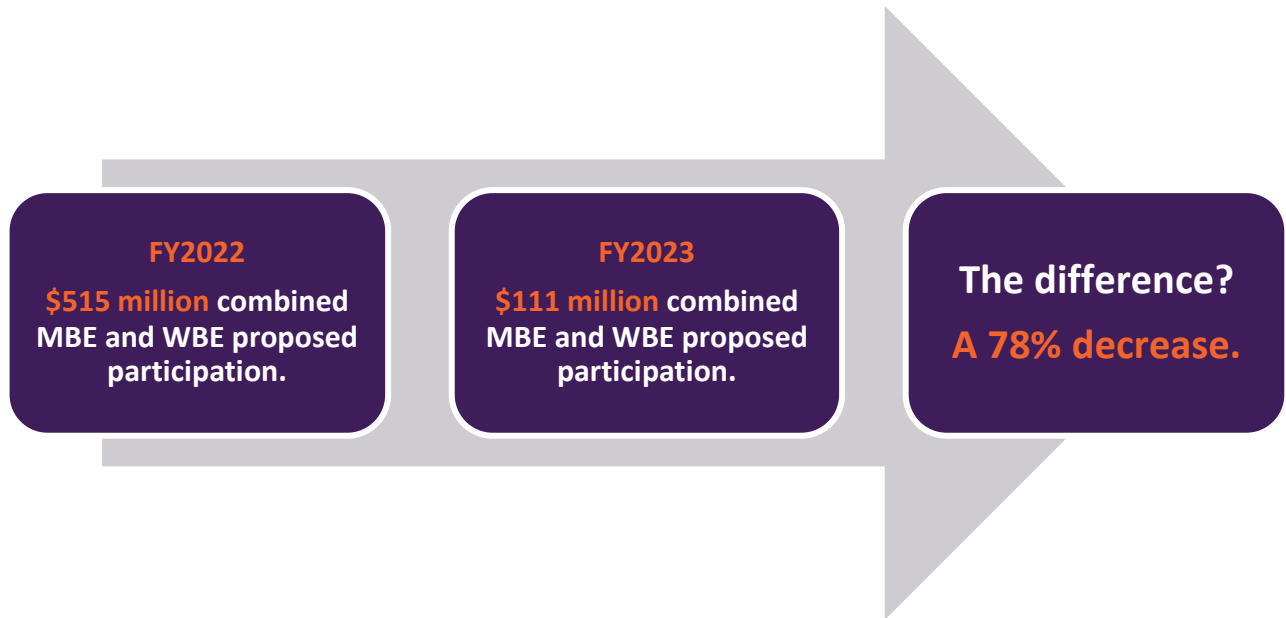 FY2022
$515 million combined
MBE and WBE proposed
participation.
FY2023
$111 million combined
MBE and WBE proposed
participation.
The difference?
A 78% decrease.